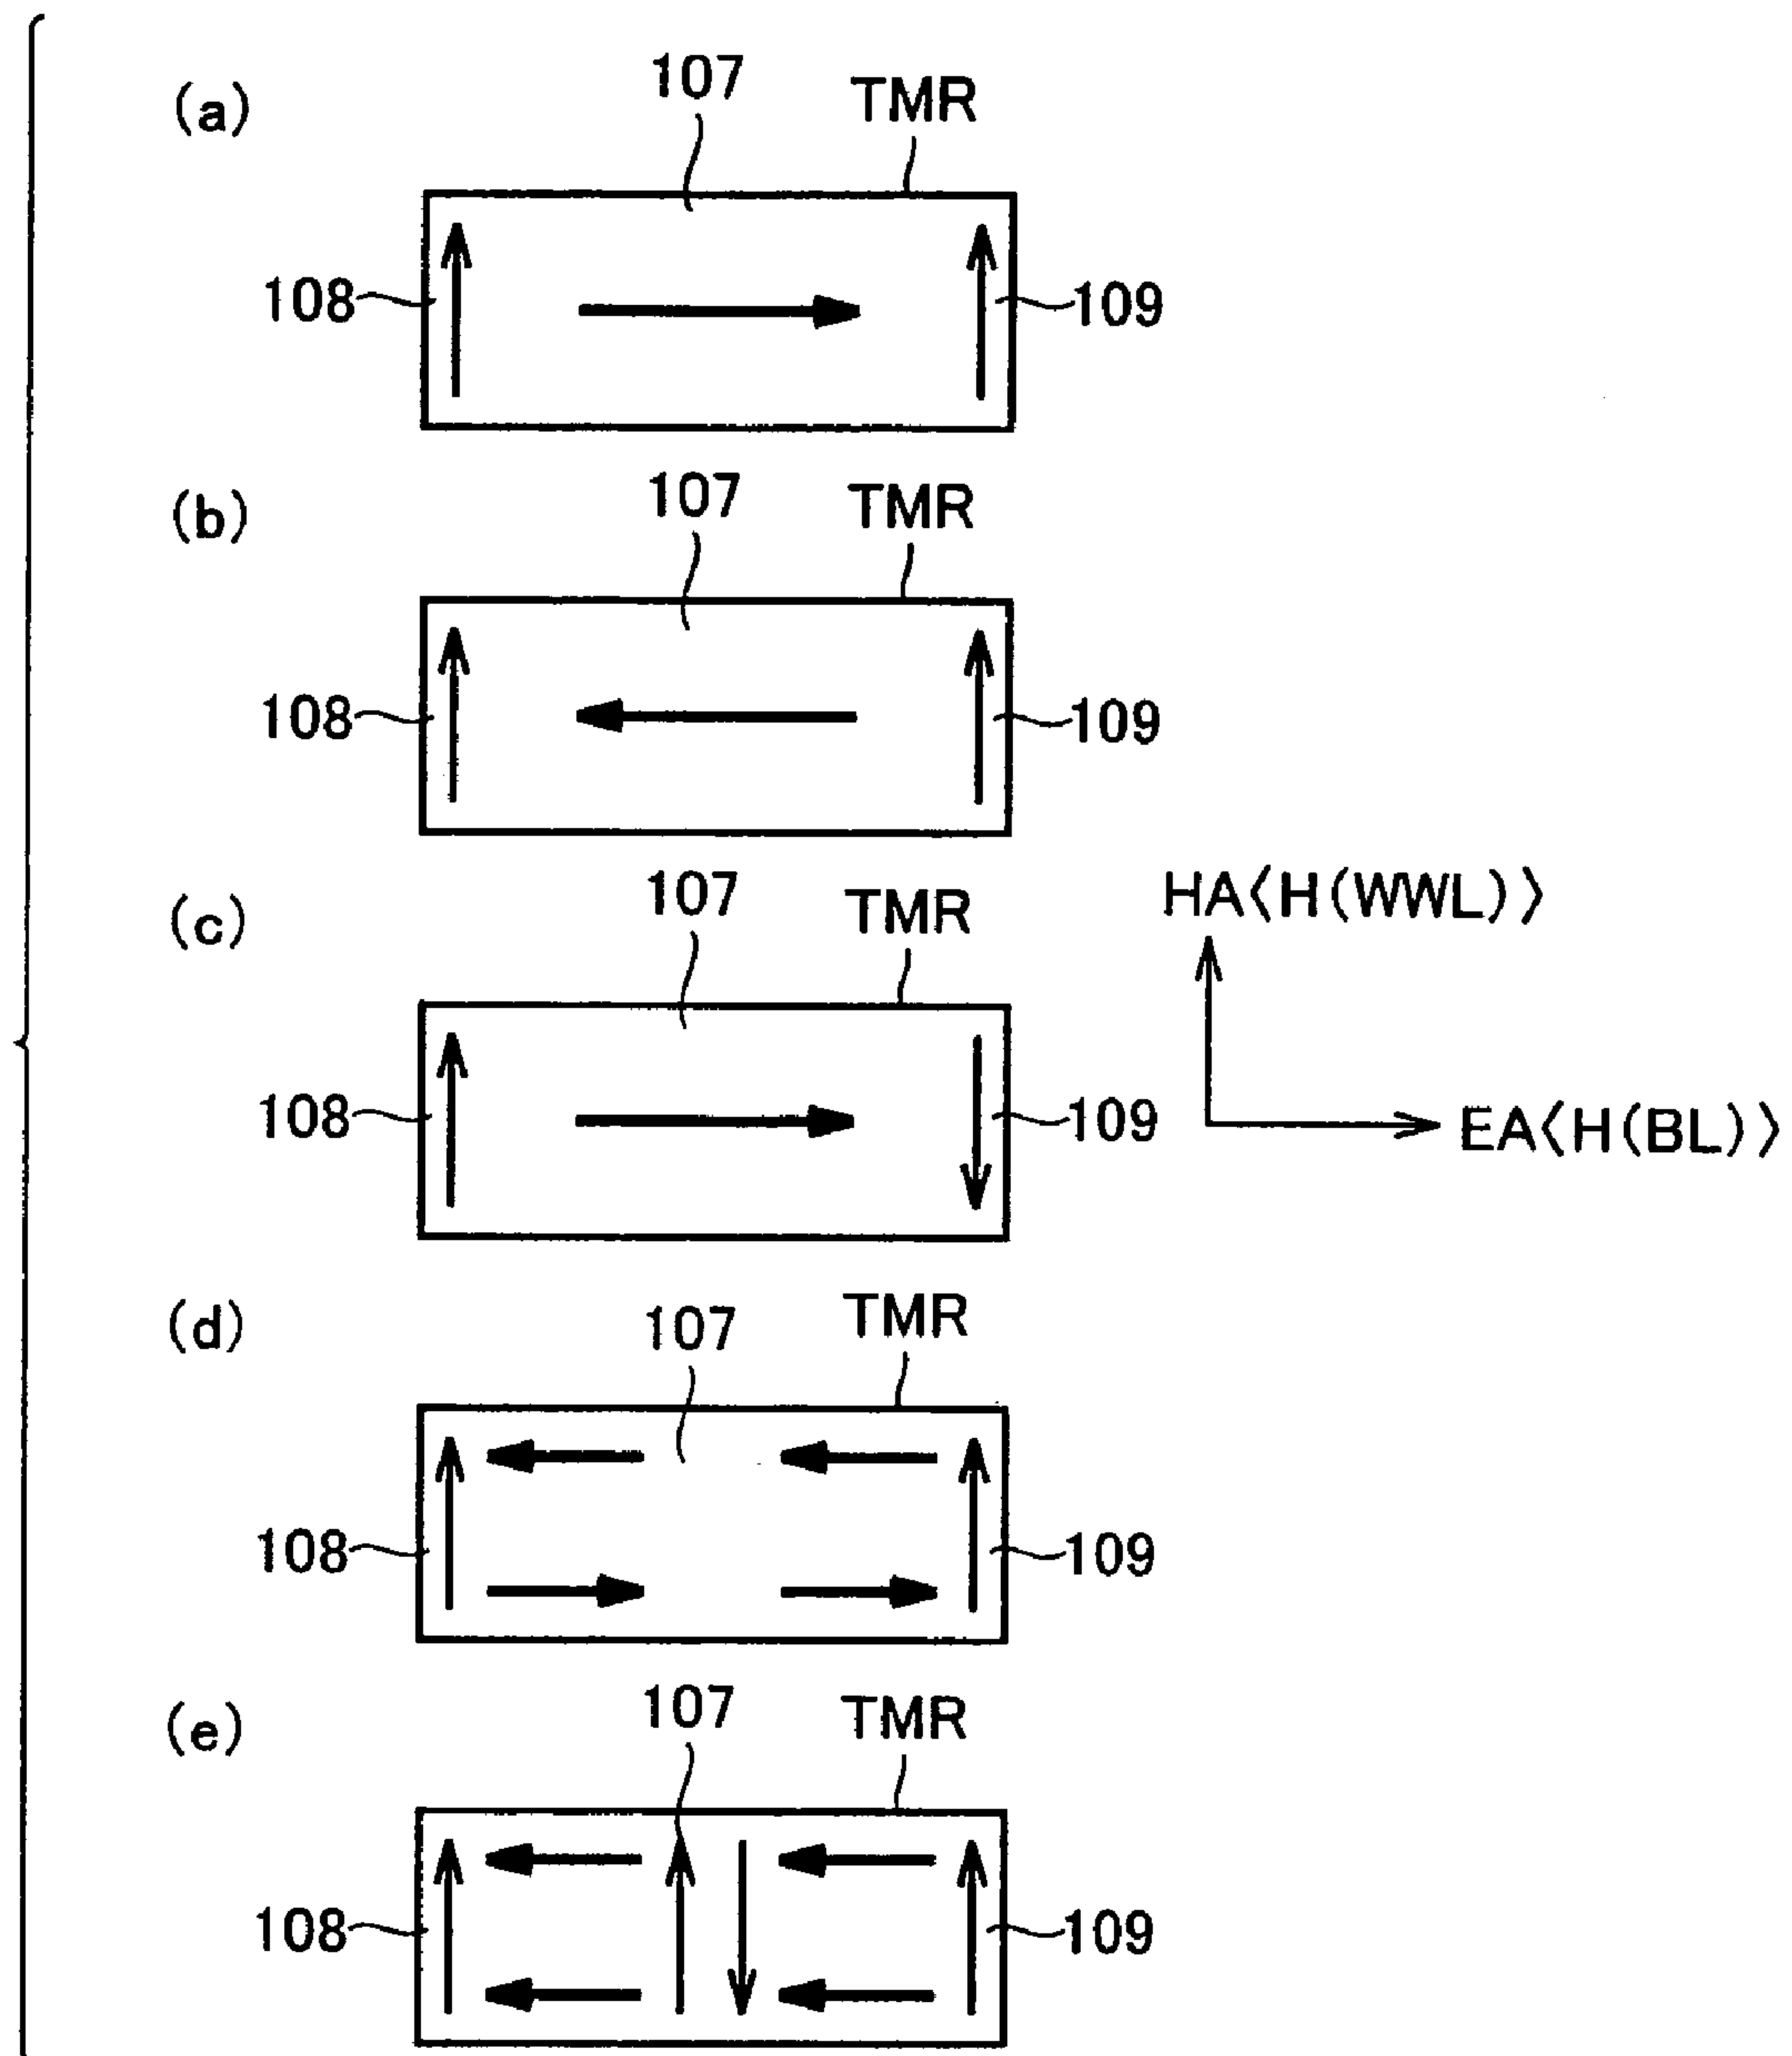 (a) 107 TMR
108 109
(b) 107 TMR
108 109
(c) 107 TMR HA〈H(WWL)〉
108 109 EA〈H(BL)〉
(d) 107 TMR
108 109
(e) 107 TMR
108 109